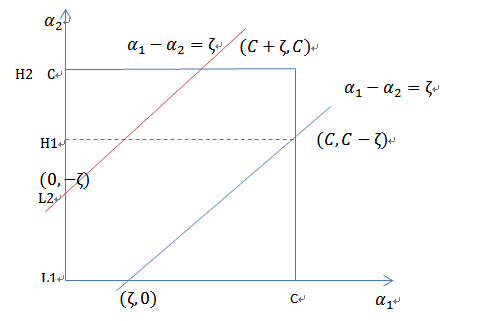 α₂↵
α₁ − α₂ = ζ↵
(C + ζ, C)↵
H2 C↵
α₁ − α₂ = ζ↵
H1↵
(C, C − ζ)↵
(0, −ζ)↵
L2↵
L1↵
(ζ, 0)↵
C↵
α₁↵